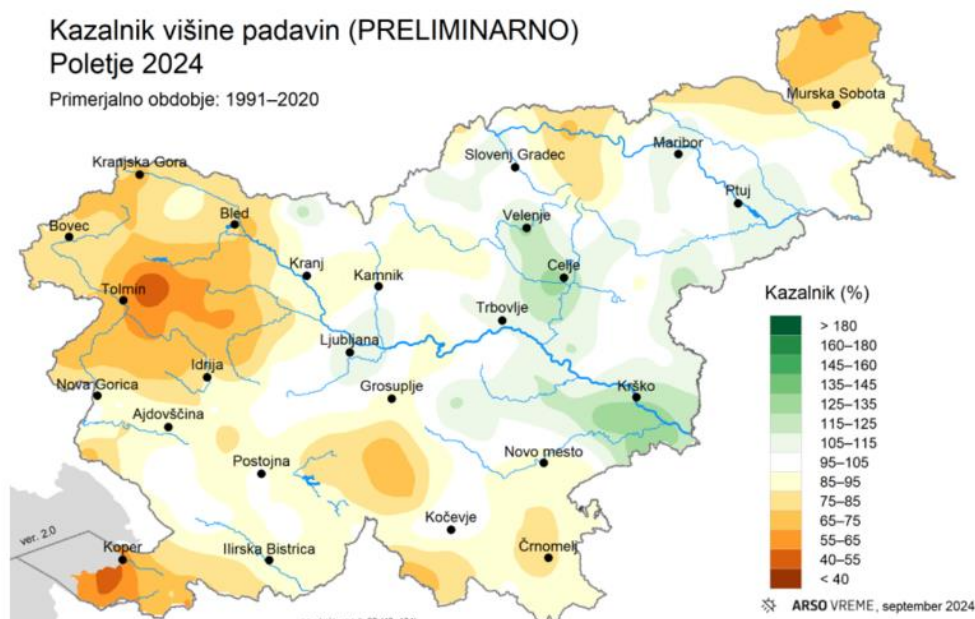 Kazalnik višine padavin (PRELIMINARNO)
Poletje 2024
Primerjalno obdobje: 1991–2020
Murska Sobota
Maribor
Slovenj Gradec
Kranjska Gora
Ptuj
Bled
Velenje
Bovec
Kranj
Kamnik
Celje
Tolmin
Trbovlje
Ljubljana
Idrija
Nova Gorica
Grosuplje
Krško
Ajdovščina
Postojna
Novo mesto
Kočevje
ver. 2.0
Koper
Ilirska Bistrica
Črnomelj
Kazalnik (%)
> 180
160–180
145–160
135–145
125–135
115–125
105–115
95–105
85–95
75–85
65–75
55–65
40–55
< 40
ARSO VREME, september 2024